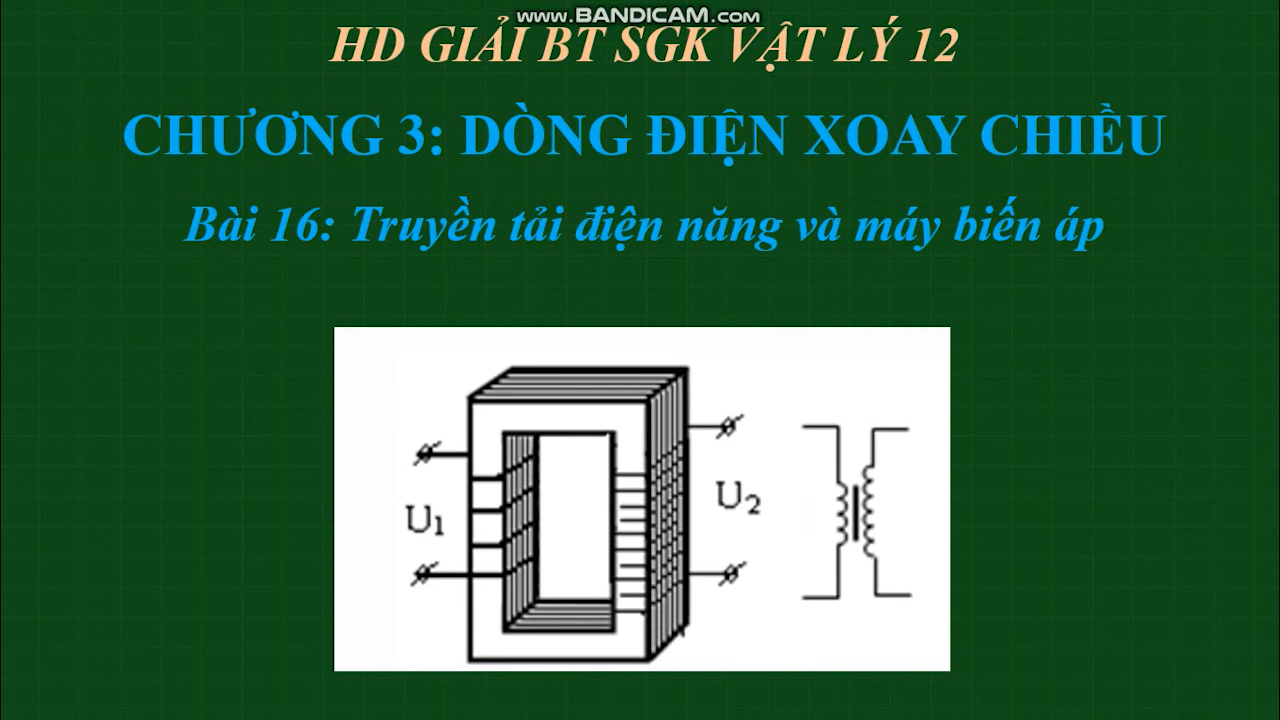 www.BANDICAM.com
HD GIẢI BT SGK VẬT LÝ 12
CHƯƠNG 3: DÒNG ĐIỆN XOAY CHIỀU
Bài 16: Truyền tải điện năng và máy biến áp
U1
U2